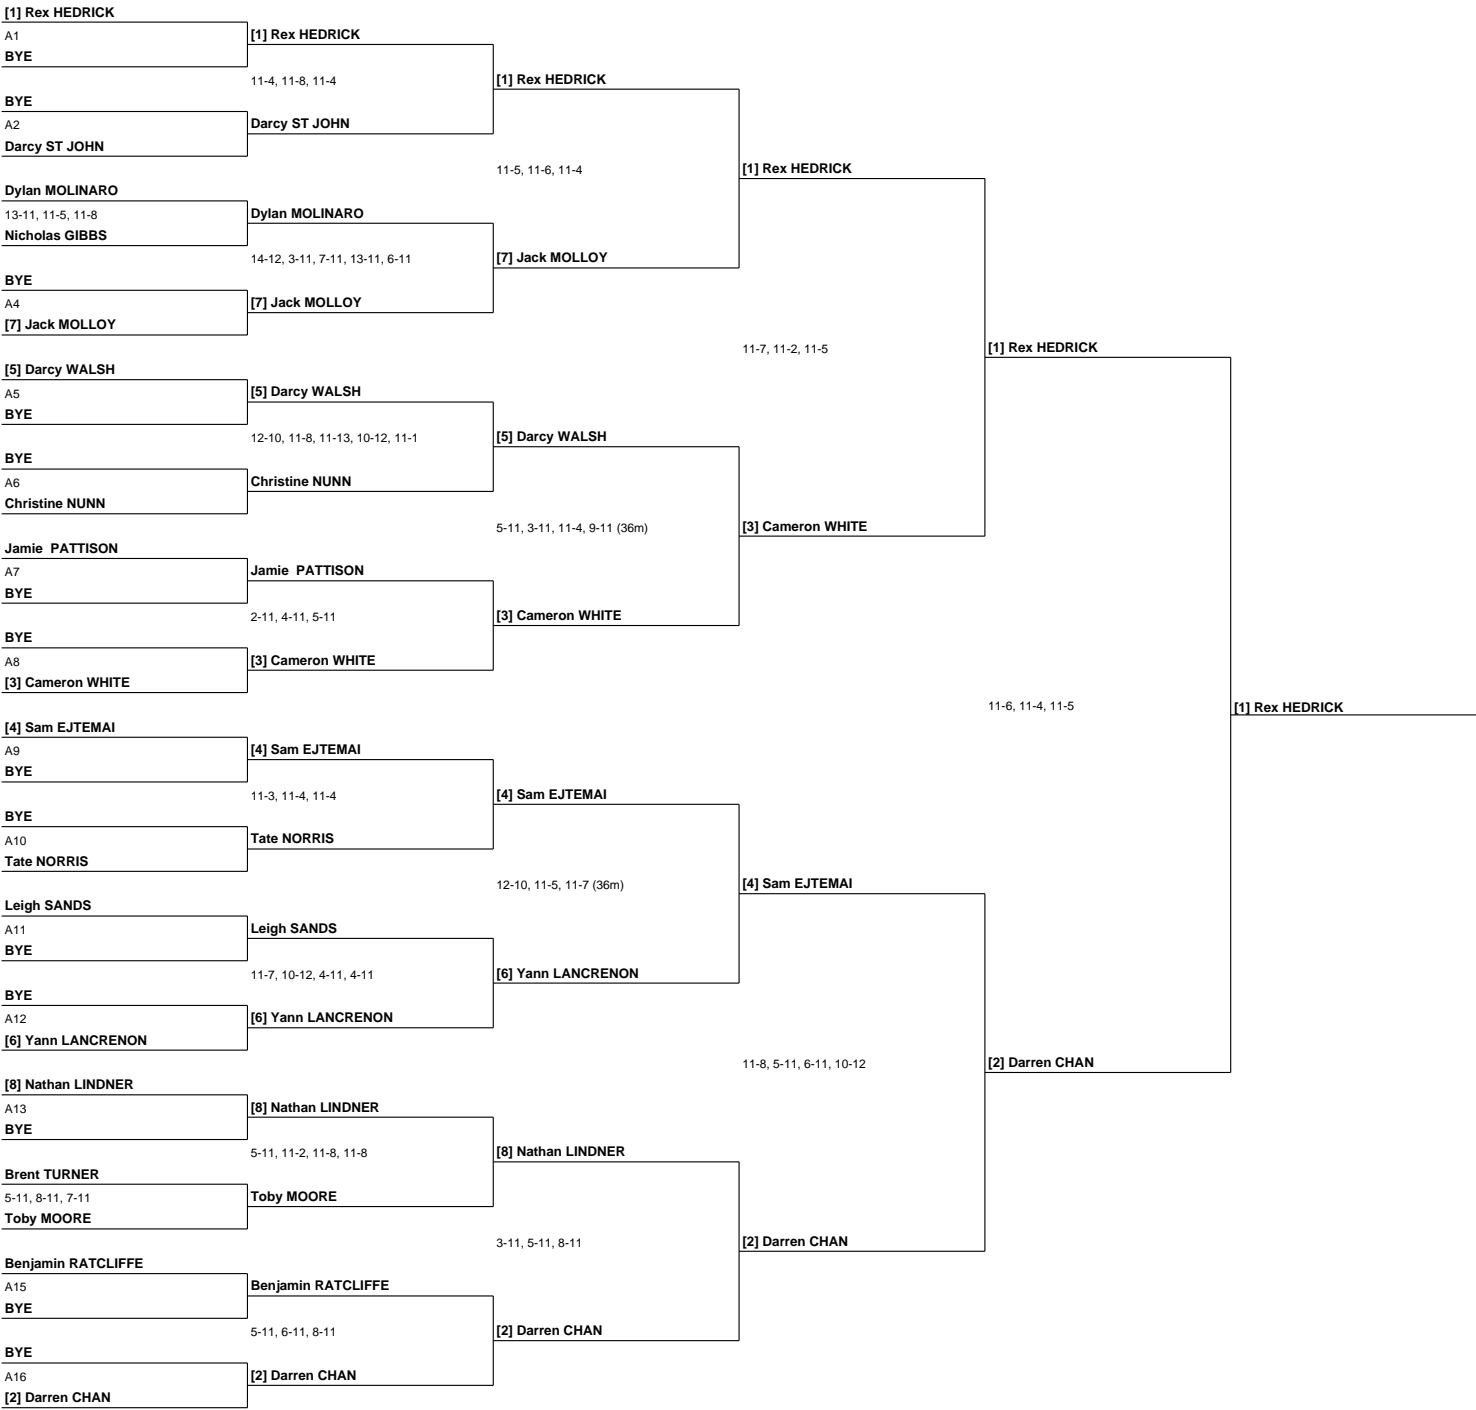 [1] Rex HEDRICK
A1
BYE
BYE
A2
Darcy ST JOHN
Dylan MOLINARO
13-11, 11-5, 11-8
Nicholas GIBBS
BYE
A4
[7] Jack MOLLOY
[5] Darcy WALSH
A5
BYE
BYE
A6
Christine NUNN
Jamie  PATTISON
A7
BYE
BYE
A8
[3] Cameron WHITE
[4] Sam EJTEMAI
A9
BYE
BYE
A10
Tate NORRIS
Leigh SANDS
A11
BYE
BYE
A12
[6] Yann LANCRENON
[8] Nathan LINDNER
A13
BYE
Brent TURNER
5-11, 8-11, 7-11
Toby MOORE
Benjamin RATCLIFFE
A15
BYE
BYE
A16
[2] Darren CHAN
[1] Rex HEDRICK
11-4, 11-8, 11-4
Darcy ST JOHN
Dylan MOLINARO
14-12, 3-11, 7-11, 13-11, 6-11
[7] Jack MOLLOY
[5] Darcy WALSH
12-10, 11-8, 11-13, 10-12, 11-1
Christine NUNN
Jamie  PATTISON
2-11, 4-11, 5-11
[3] Cameron WHITE
[4] Sam EJTEMAI
11-3, 11-4, 11-4
Tate NORRIS
Leigh SANDS
11-7, 10-12, 4-11, 4-11
[6] Yann LANCRENON
[8] Nathan LINDNER
5-11, 11-2, 11-8, 11-8
Toby MOORE
Benjamin RATCLIFFE
5-11, 6-11, 8-11
[2] Darren CHAN
[1] Rex HEDRICK
11-5, 11-6, 11-4
[7] Jack MOLLOY
[5] Darcy WALSH
5-11, 3-11, 11-4, 9-11 (36m)
[3] Cameron WHITE
[4] Sam EJTEMAI
12-10, 11-5, 11-7 (36m)
[6] Yann LANCRENON
[8] Nathan LINDNER
3-11, 5-11, 8-11
[2] Darren CHAN
[1] Rex HEDRICK
11-7, 11-2, 11-5
[3] Cameron WHITE
[4] Sam EJTEMAI
11-8, 5-11, 6-11, 10-12
[2] Darren CHAN
[1] Rex HEDRICK
11-6, 11-4, 11-5
[2] Darren CHAN
[1] Rex HEDRICK